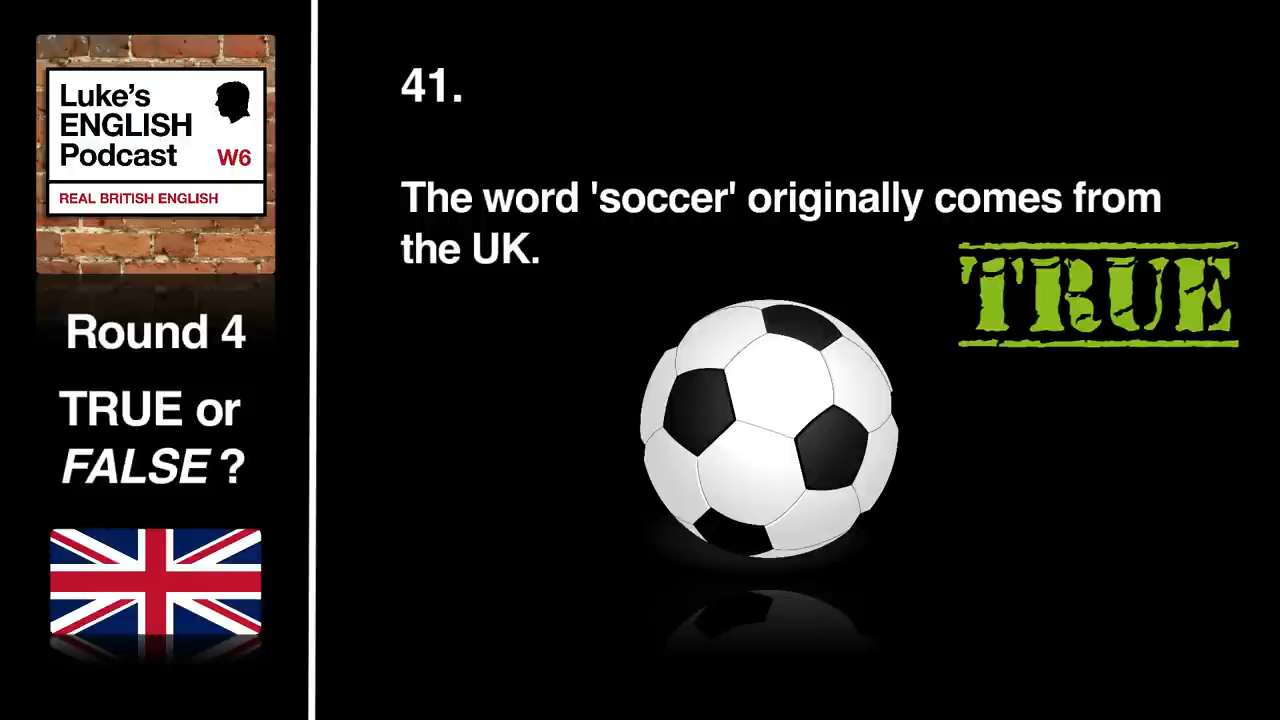 Luke's
ENGLISH
Podcast
W6
REAL BRITISH ENGLISH
Round 4
TRUE or
FALSE ?
41.
The word 'soccer' originally comes from
the UK.
TRUE